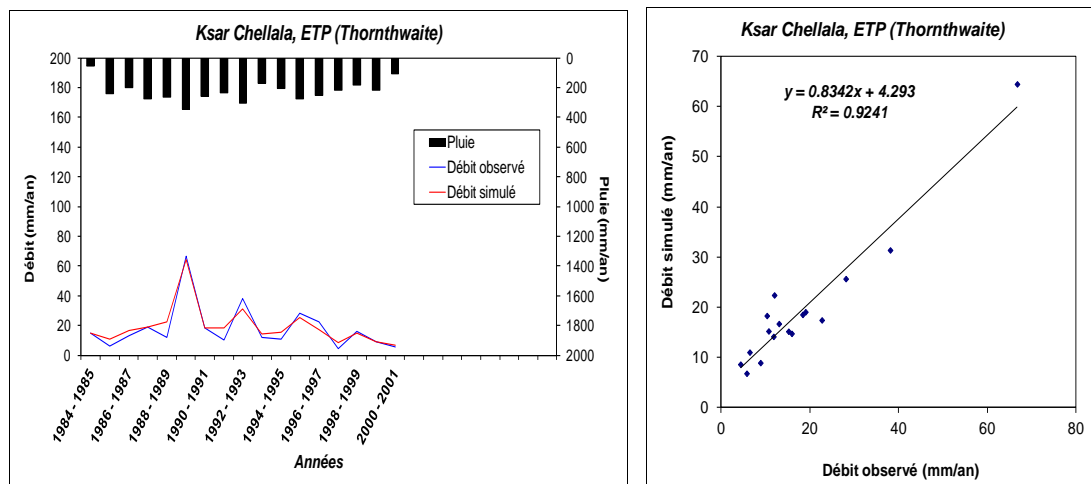 Ksar Chellala, ETP (Thornthwaite)
200
180
160
140
120
100
80
60
40
20
0
Débit (mm/an)
0
200
400
600
800
1000
1200
1400
1600
1800
2000
Pluie (mm/an)
Pluie
Débit observé
Débit simulé
1984 - 1985
1986 - 1987
1988 - 1989
1990 - 1991
1992 - 1993
1994 - 1995
1996 - 1997
1998 - 1999
2000 - 2001
Années
Ksar Chellala, ETP (Thornthwaite)
y = 0.8342x + 4.293
R² = 0.9241
70
60
50
40
30
20
10
0
Débit simulé (mm/an)
0
20
40
60
80
Débit observé (mm/an)